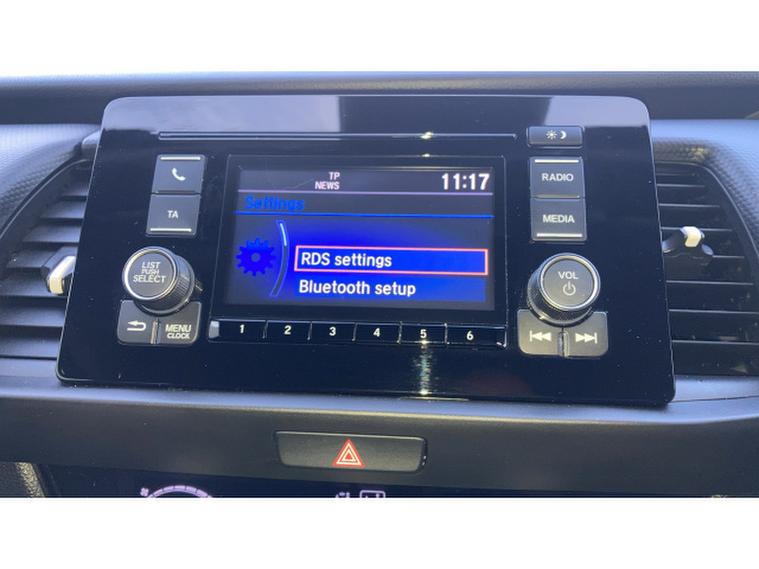 TP
NEWS
11:17
Settings
RDS settings
Bluetooth setup
TA
LIST
PUSH
SELECT
MENU
CLOCK
1 2 3 4 5 6
RADIO
MEDIA
VOL